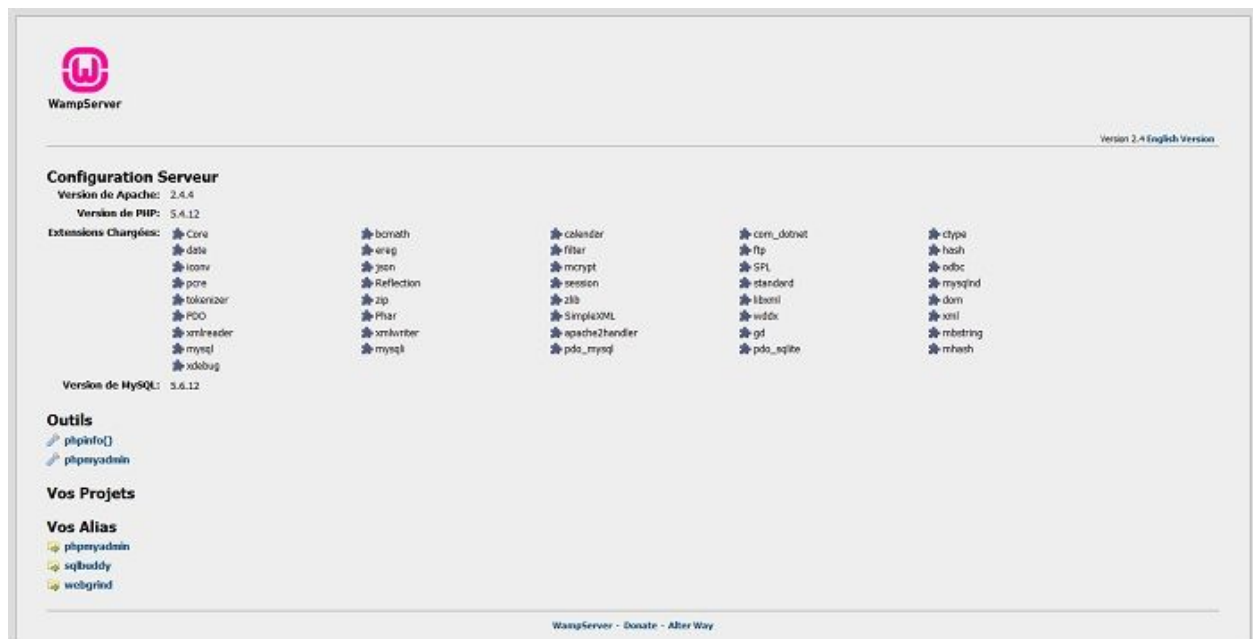 WampServer
Version 2.4 English Version
Configuration Serveur
Version de Apache: 2.4.4
Version de PHP: 5.4.12
Extensions Chargées: Core bcmath calendar com_dotnet ctype
date ereg filter ftp hash
iconv json mcrypt SPL odbc
pcre Reflection session standard mysqlnd
tokenizer zip zlib libxml dom
PDO Phar SimpleXML wddx xml
xmlreader xmlwriter apache2handler gd mbstring
mysql mysqli pdo_mysql pdo_sqlite mhash
xdebug
Version de MySQL: 5.6.12
Outils
phpinfo()
phpmyadmin
Vos Projets
Vos Alias
phpmyadmin
sqlbuddy
webgrind
WampServer - Donate - Alter Way